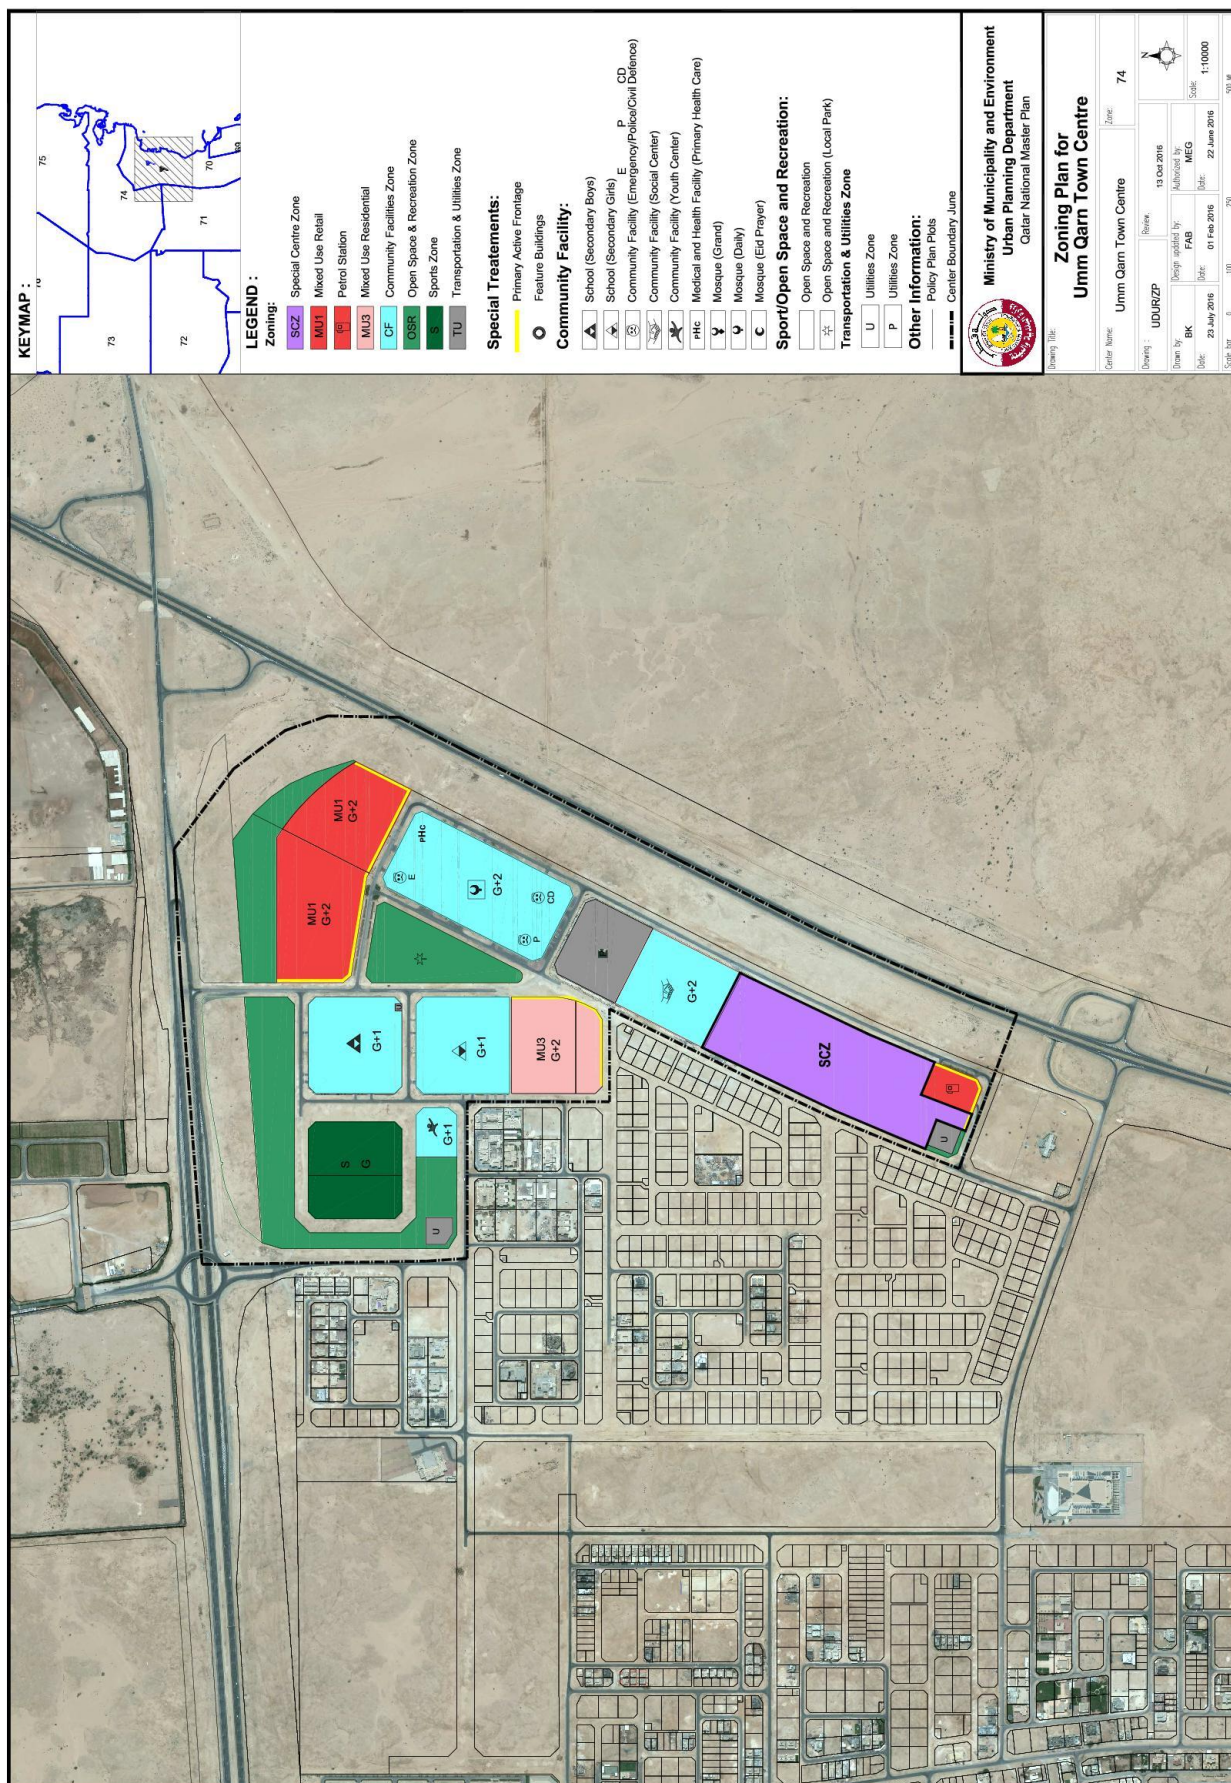 KEYMAP :
75
76
74
73
72
71
70
69
LEGEND :
Zoning:
SCZ Special Centre Zone
MU1 Mixed Use Retail
Petrol Station
MU3 Mixed Use Residential
CF Community Facilities Zone
OSR Open Space & Recreation Zone
S Sports Zone
TU Transportation & Utilities Zone
Special Treatements:
Primary Active Frontage
Feature Buildings
Community Facility:
School (Secondary Boys)
School (Secondary Girls)
E P CD
Community Facility (Emergency/Police/Civil Defence)
Community Facility (Social Center)
Community Facility (Youth Center)
PHc Medical and Health Facility (Primary Health Care)
Mosque (Grand)
Mosque (Daily)
Mosque (Eid Prayer)
Sport/Open Space and Recreation:
Open Space and Recreation
Open Space and Recreation (Local Park)
Transportation & Utilities Zone
U Utilities Zone
P Utilities Zone
Other Information:
Policy Plan Plots
Center Boundary June
Ministry of Municipality and Environment
Urban Planning Department
Qatar National Master Plan
Drawing Title:
Zoning Plan for
Umm Qarn Town Centre
Center Name: Umm Qarn Town Centre
Zone: 74
Drawing : UDUR/ZP
Review: 13 Oct 2016
N
Drawn by: BK
Design updated by: FAB
Authorized by: MEG
Date: 23 July 2016
Date: 01 Feb 2016
Date: 22 June 2016
Scale: 1:10000
Scale bar 0 100 250 500 M
MU1
G+2
MU1
G+2
PHc
E
G+2
CD
P
P
G+2
SCZ
U
G+1
U
G+1
MU3
G+2
S
G
G+1
U